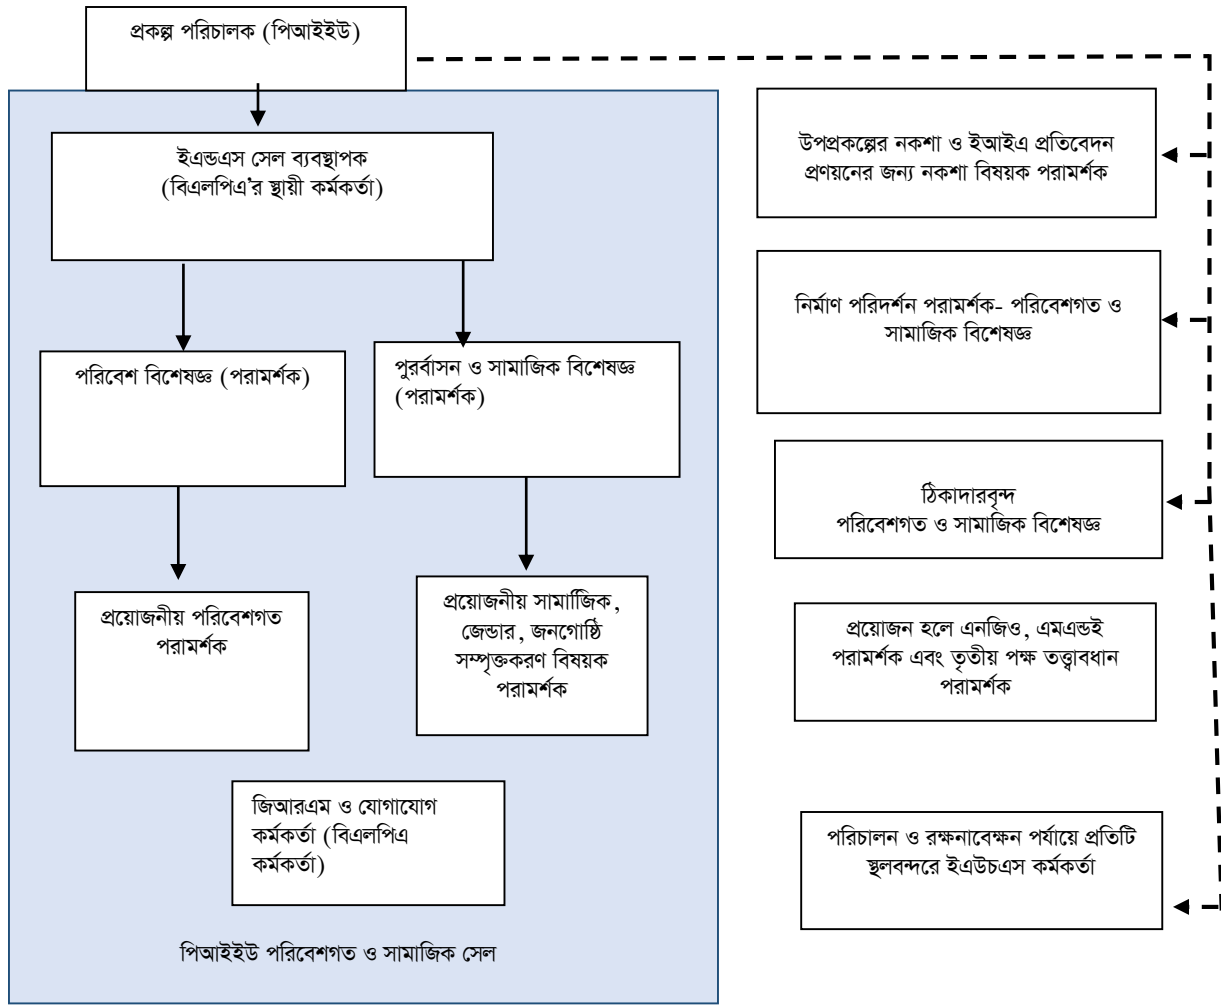 প্রকল্প পরিচালক (পিআইইউ)
ইএন্ডএস সেল ব্যবস্থাপক
(বিএলপিএ'র স্থায়ী কর্মকর্তা)
পরিবেশ বিশেষজ্ঞ (পরামর্শক)
পুরর্বাসন ও সামাজিক বিশেষজ্ঞ
(পরামর্শক)
প্রয়োজনীয় পরিবেশগত
পরামর্শক
প্রয়োজনীয় সামাজিক,
জেন্ডার, জনগোষ্ঠি
সম্পৃক্তকরণ বিষয়ক
পরামর্শক
জিআরএম ও যোগাযোগ
কর্মকর্তা (বিএলপিএ
কর্মকর্তা)
পিআইইউ পরিবেশগত ও সামাজিক সেল
উপপ্রকল্পের নকশা ও ইআইএ প্রতিবেদন
প্রণয়নের জন্য নকশা বিষয়ক পরামর্শক
নির্মাণ পরিদর্শন পরামর্শক- পরিবেশগত ও
সামাজিক বিশেষজ্ঞ
ঠিকাদারবৃন্দ
পরিবেশগত ও সামাজিক বিশেষজ্ঞ
প্রয়োজন হলে এনজিও, এমএন্ডই
পরামর্শক এবং তৃতীয় পক্ষ তত্ত্বাবধান
পরামর্শক
পরিচালন ও রক্ষনাবেক্ষন পর্যায়ে প্রতিটি
স্থলবন্দরে ইএউচএস কর্মকর্তা